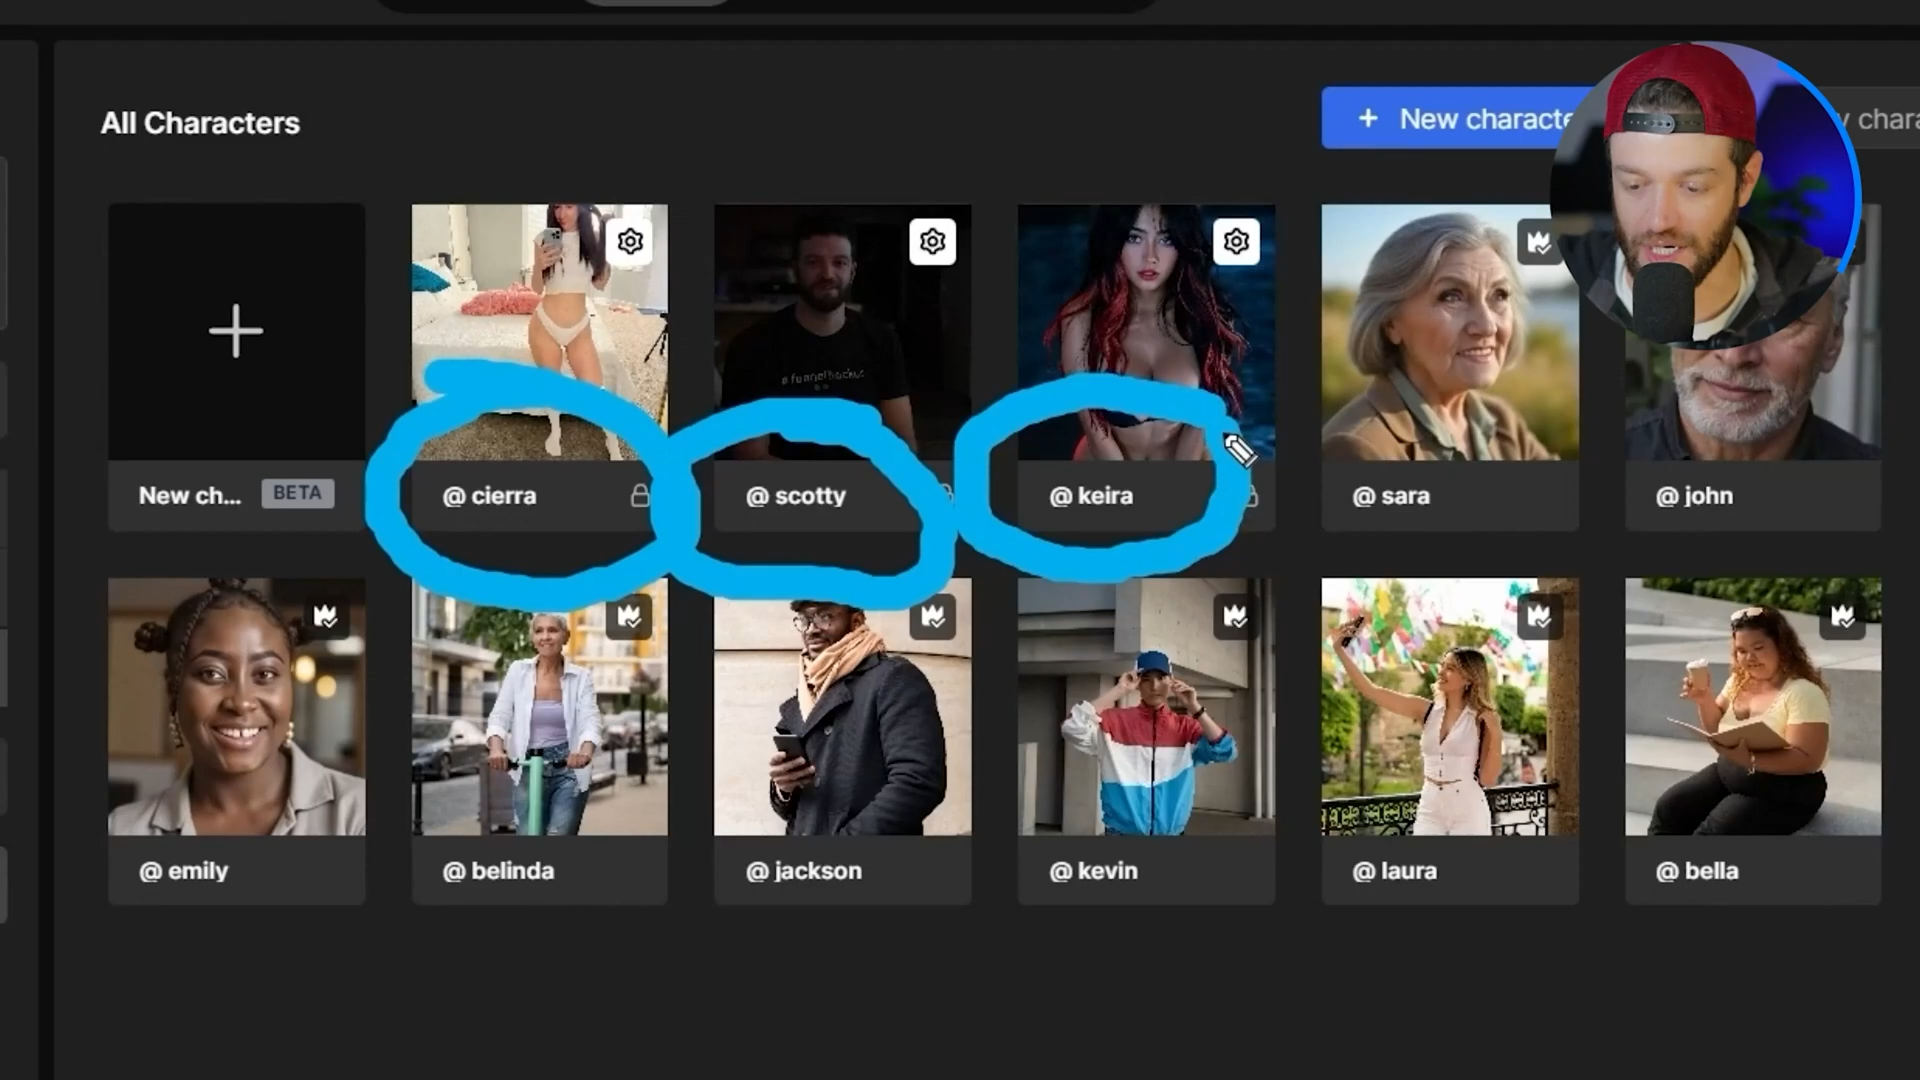 All Characters
+ New characte
y chara
New ch... BETA
@ cierra
@ scotty
@ keira
@ sara
@ john
@ emily
@ belinda
@ jackson
@ kevin
@ laura
@ bella